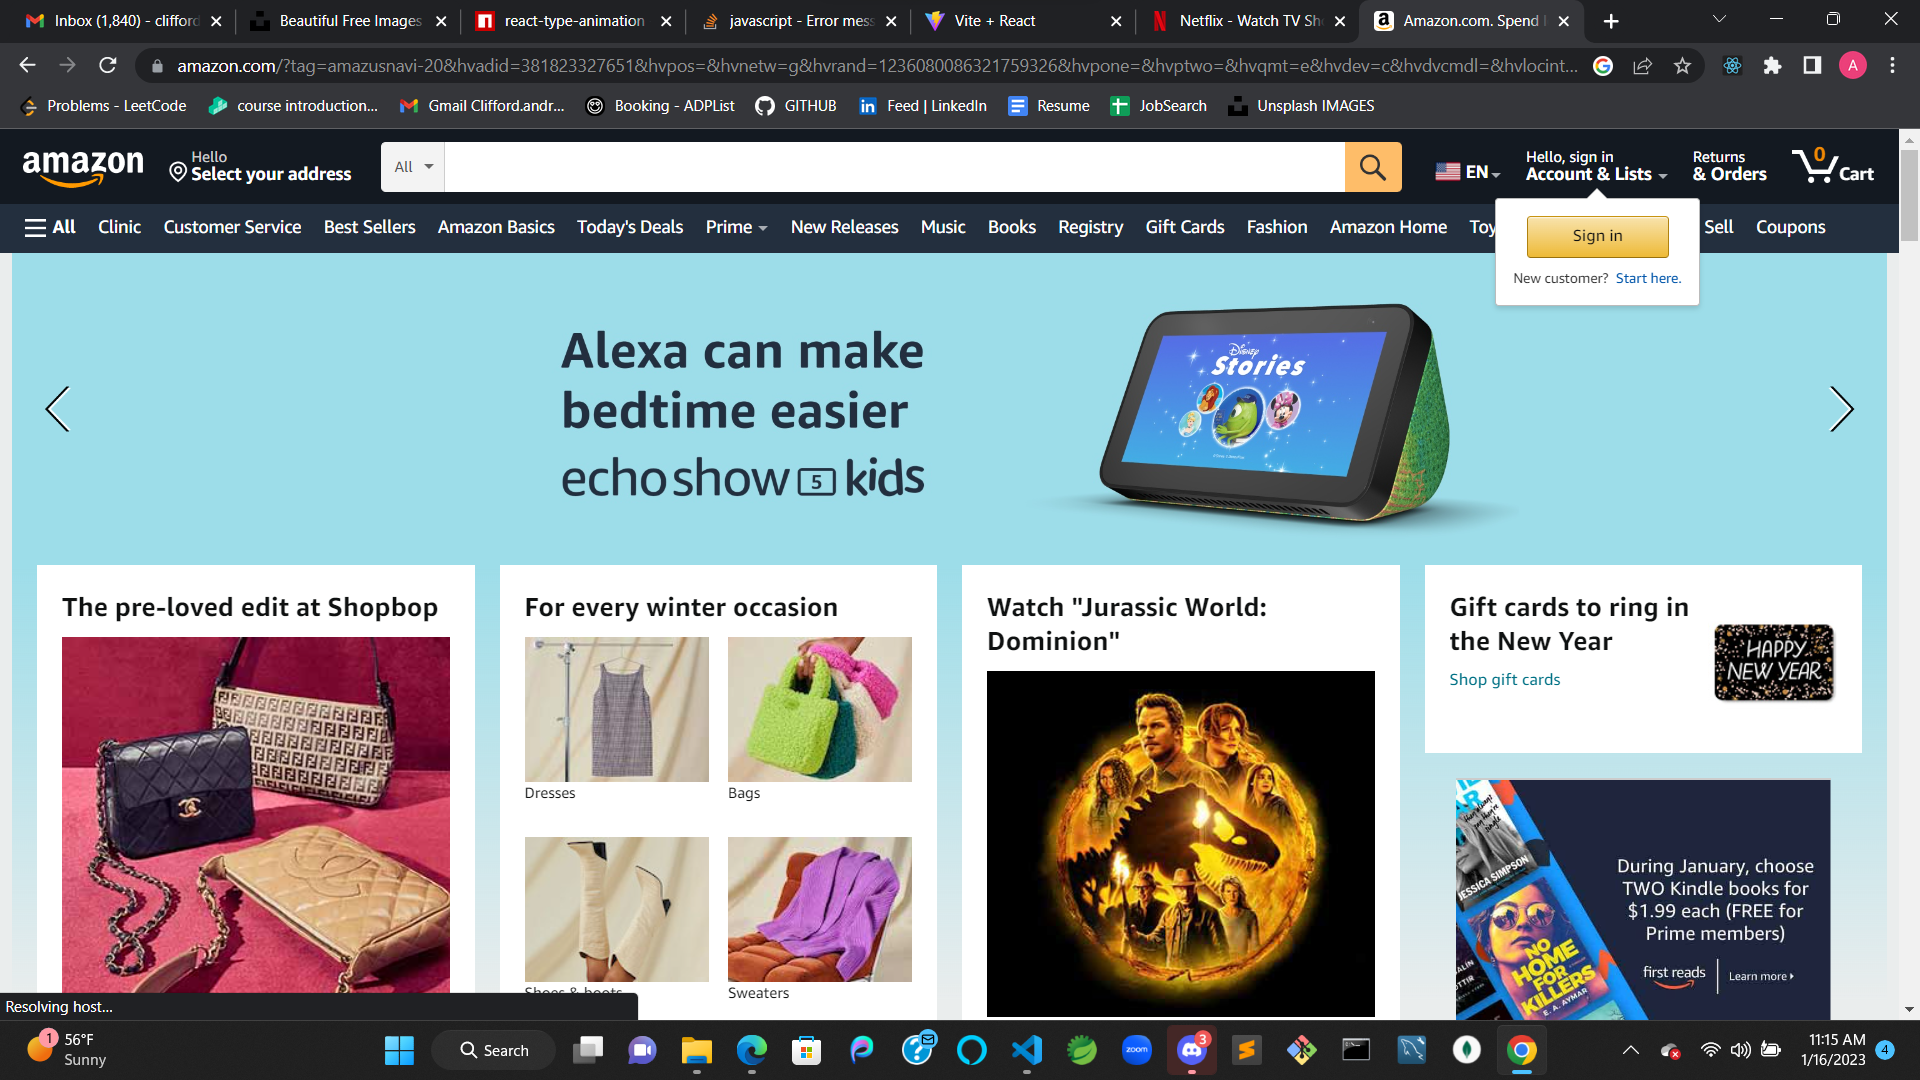 Inbox (1,840) - clifford
Beautiful Free Images
react-type-animation
javascript - Error mess
Vite + React
Netflix - Watch TV Sh
Amazon.com. Spend l
amazon.com/?tag=amazusnavi-20&hvadid=381823327651&hvpos=&hvnetw=g&hvrand=1236080086321759326&hvpone=&hvptwo=&hvqmt=e&hvdev=c&hvdvcmdl=&hvlocint...
A
Problems - LeetCode
course introduction...
Gmail Clifford.andr...
Booking - ADPList
GITHUB
Feed | LinkedIn
Resume
JobSearch
Unsplash IMAGES
amazon
Hello
Select your address
All
EN
Hello, sign in
Account & Lists
Returns
& Orders
0
Cart
All
Clinic
Customer Service
Best Sellers
Amazon Basics
Today's Deals
Prime
New Releases
Music
Books
Registry
Gift Cards
Fashion
Amazon Home
Toy
Sell
Coupons
Sign in
New customer? Start here.
Alexa can make
bedtime easier
echo show 5 kids
Disney
Stories
The pre-loved edit at Shopbop
For every winter occasion
Dresses
Bags
Shoes & boots
Sweaters
Watch "Jurassic World:
Dominion"
Gift cards to ring in
the New Year
Shop gift cards
HAPPY
NEW YEAR
JESSICA SIMPSON
NO
HOME
FOR
KILLERS
E. A. AYMAR
During January, choose
TWO Kindle books for
$1.99 each (FREE for
Prime members)
first reads
Learn more
Resolving host...
1
56°F
Sunny
Search
zoom
3
11:15 AM
1/16/2023
4